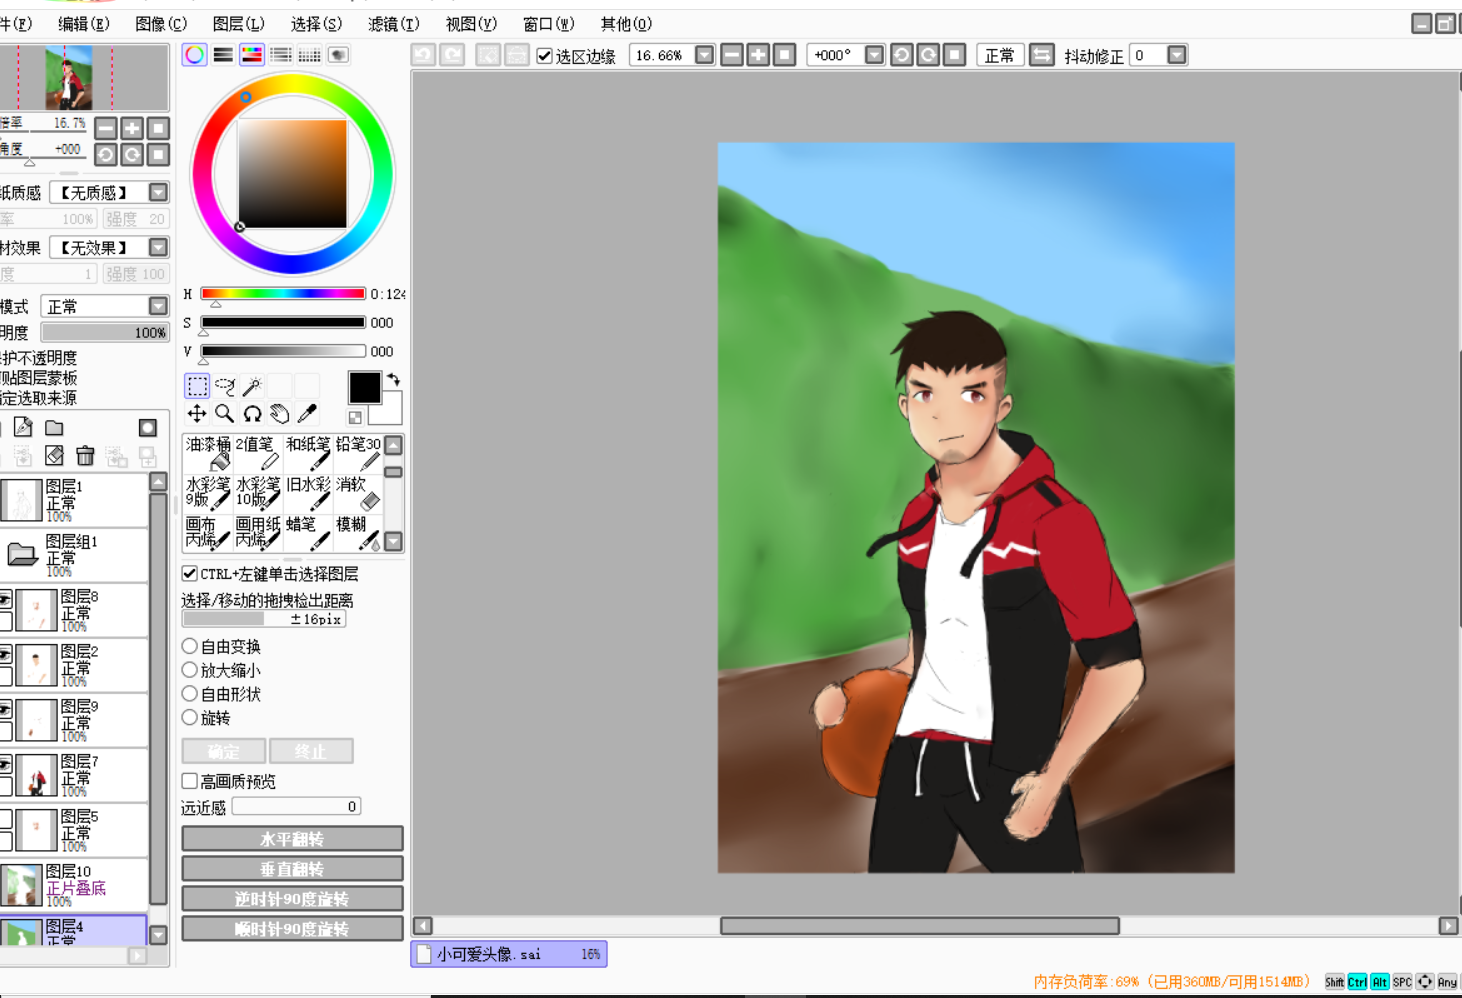 件(F) 编辑(E) 图像(C) 图层(L) 选择(S) 滤镜(T) 视图(V) 窗口(W) 其他(O)
选区边缘 16.66% +000° 正常 抖动修正 0
倍率 16.7%
角度 +000
纸质感 【无质感】
率 100% 强度 20
材效果 【无效果】
度 1 强度 100
模式 正常
明度 100%
护不透明度
贴图层蒙板
定选取来源
图层1
正常
100%
图层组1
正常
100%
图层8
正常
100%
图层2
正常
100%
图层9
正常
100%
图层7
正常
100%
图层5
正常
100%
图层10
正片叠底
100%
图层4
正常
H 0:124
S 000
V 000
油漆桶 2值笔 和纸笔 铅笔30
水彩笔9版 水彩笔10版 旧水彩 消软
画布丙烯 画用纸丙烯 蜡笔 模糊
CTRL+左键单击选择图层
选择/移动的拖拽检出距离
±16pix
自由变换
放大缩小
自由形状
旋转
确定 终止
高画质预览
远近感 0
水平翻转
垂直翻转
逆时针90度旋转
顺时针90度旋转
小可爱头像.sai 16%
内存负荷率:69% (已用360MB/可用1514MB) Shift Ctrl Alt SPC Any